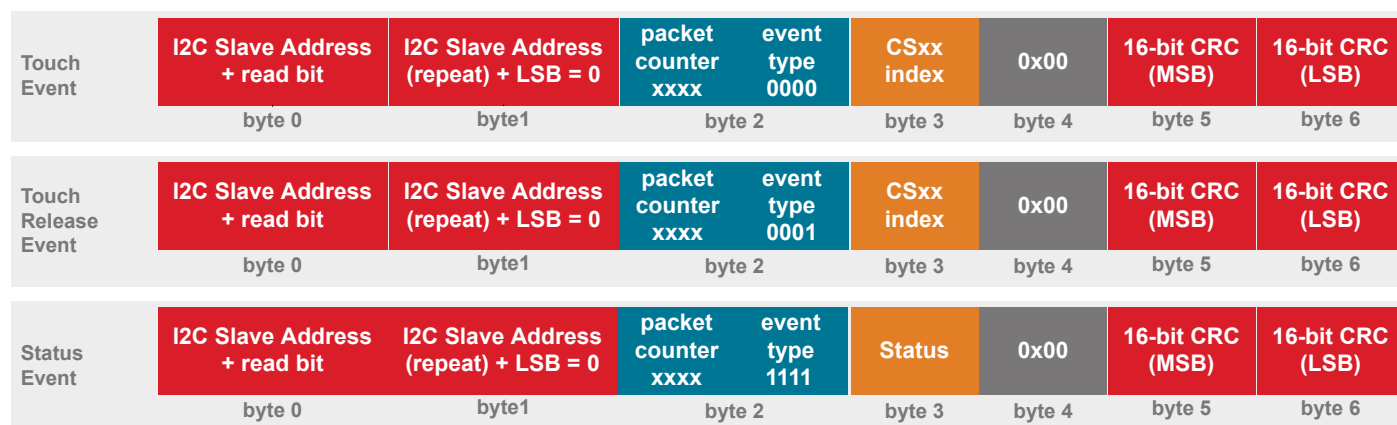 Touch
Event
I2C Slave Address
+ read bit
I2C Slave Address
(repeat) + LSB = 0
packet
counter
xxxx
event
type
0000
CSxx
index
0x00
16-bit CRC
(MSB)
16-bit CRC
(LSB)
byte 0
byte1
byte 2
byte 3
byte 4
byte 5
byte 6
Touch
Release
Event
I2C Slave Address
+ read bit
I2C Slave Address
(repeat) + LSB = 0
packet
counter
xxxx
event
type
0001
CSxx
index
0x00
16-bit CRC
(MSB)
16-bit CRC
(LSB)
byte 0
byte1
byte 2
byte 3
byte 4
byte 5
byte 6
Status
Event
I2C Slave Address
+ read bit
I2C Slave Address
(repeat) + LSB = 0
packet
counter
xxxx
event
type
1111
Status
0x00
16-bit CRC
(MSB)
16-bit CRC
(LSB)
byte 0
byte1
byte 2
byte 3
byte 4
byte 5
byte 6